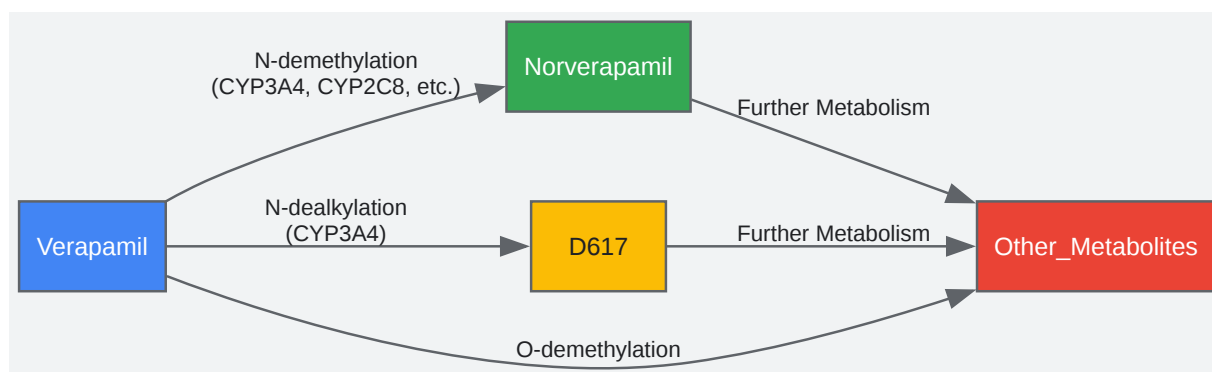 N-demethylation
(CYP3A4, CYP2C8, etc.)
Norverapamil
Further Metabolism
Verapamil
N-dealkylation
(CYP3A4)
D617
Further Metabolism
Other_Metabolites
O-demethylation